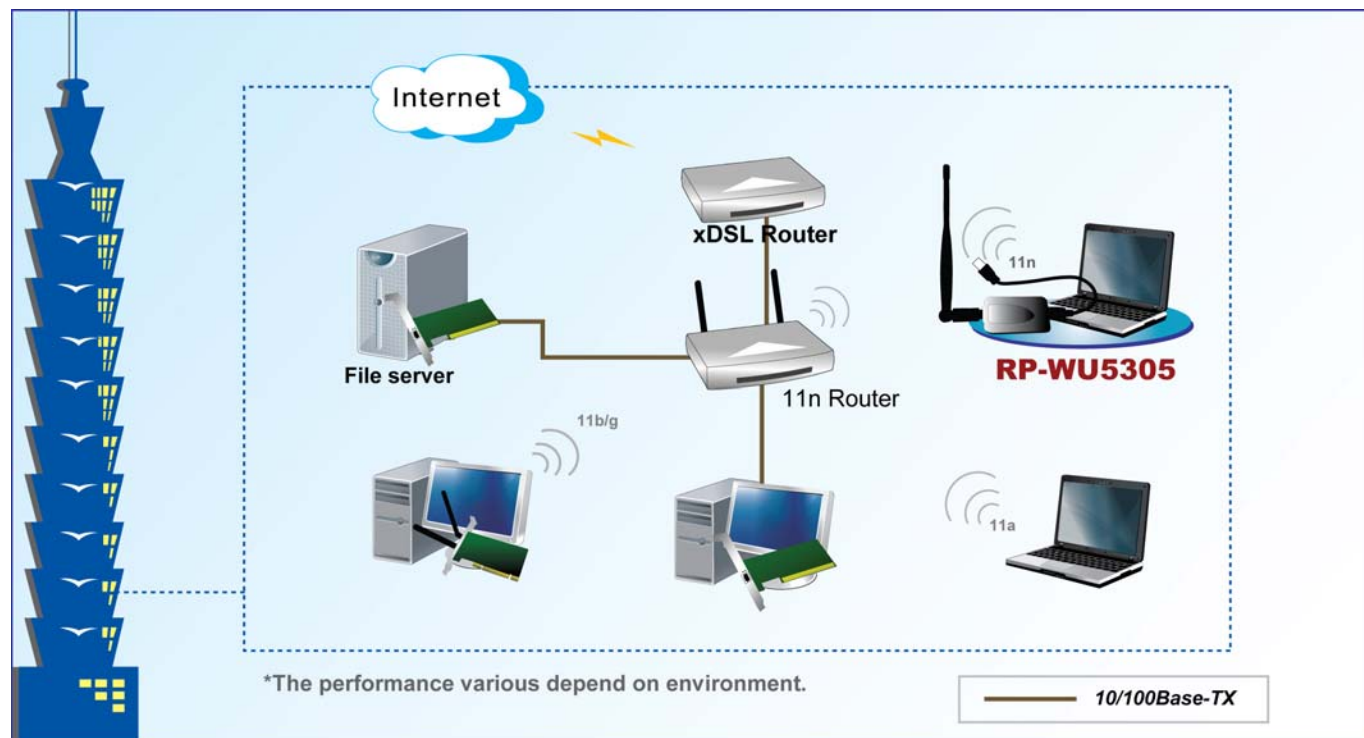 Internet
xDSL Router
11n
RP-WU5305
File server
11n Router
11b/g
11a
*The performance various depend on environment.
10/100Base-TX